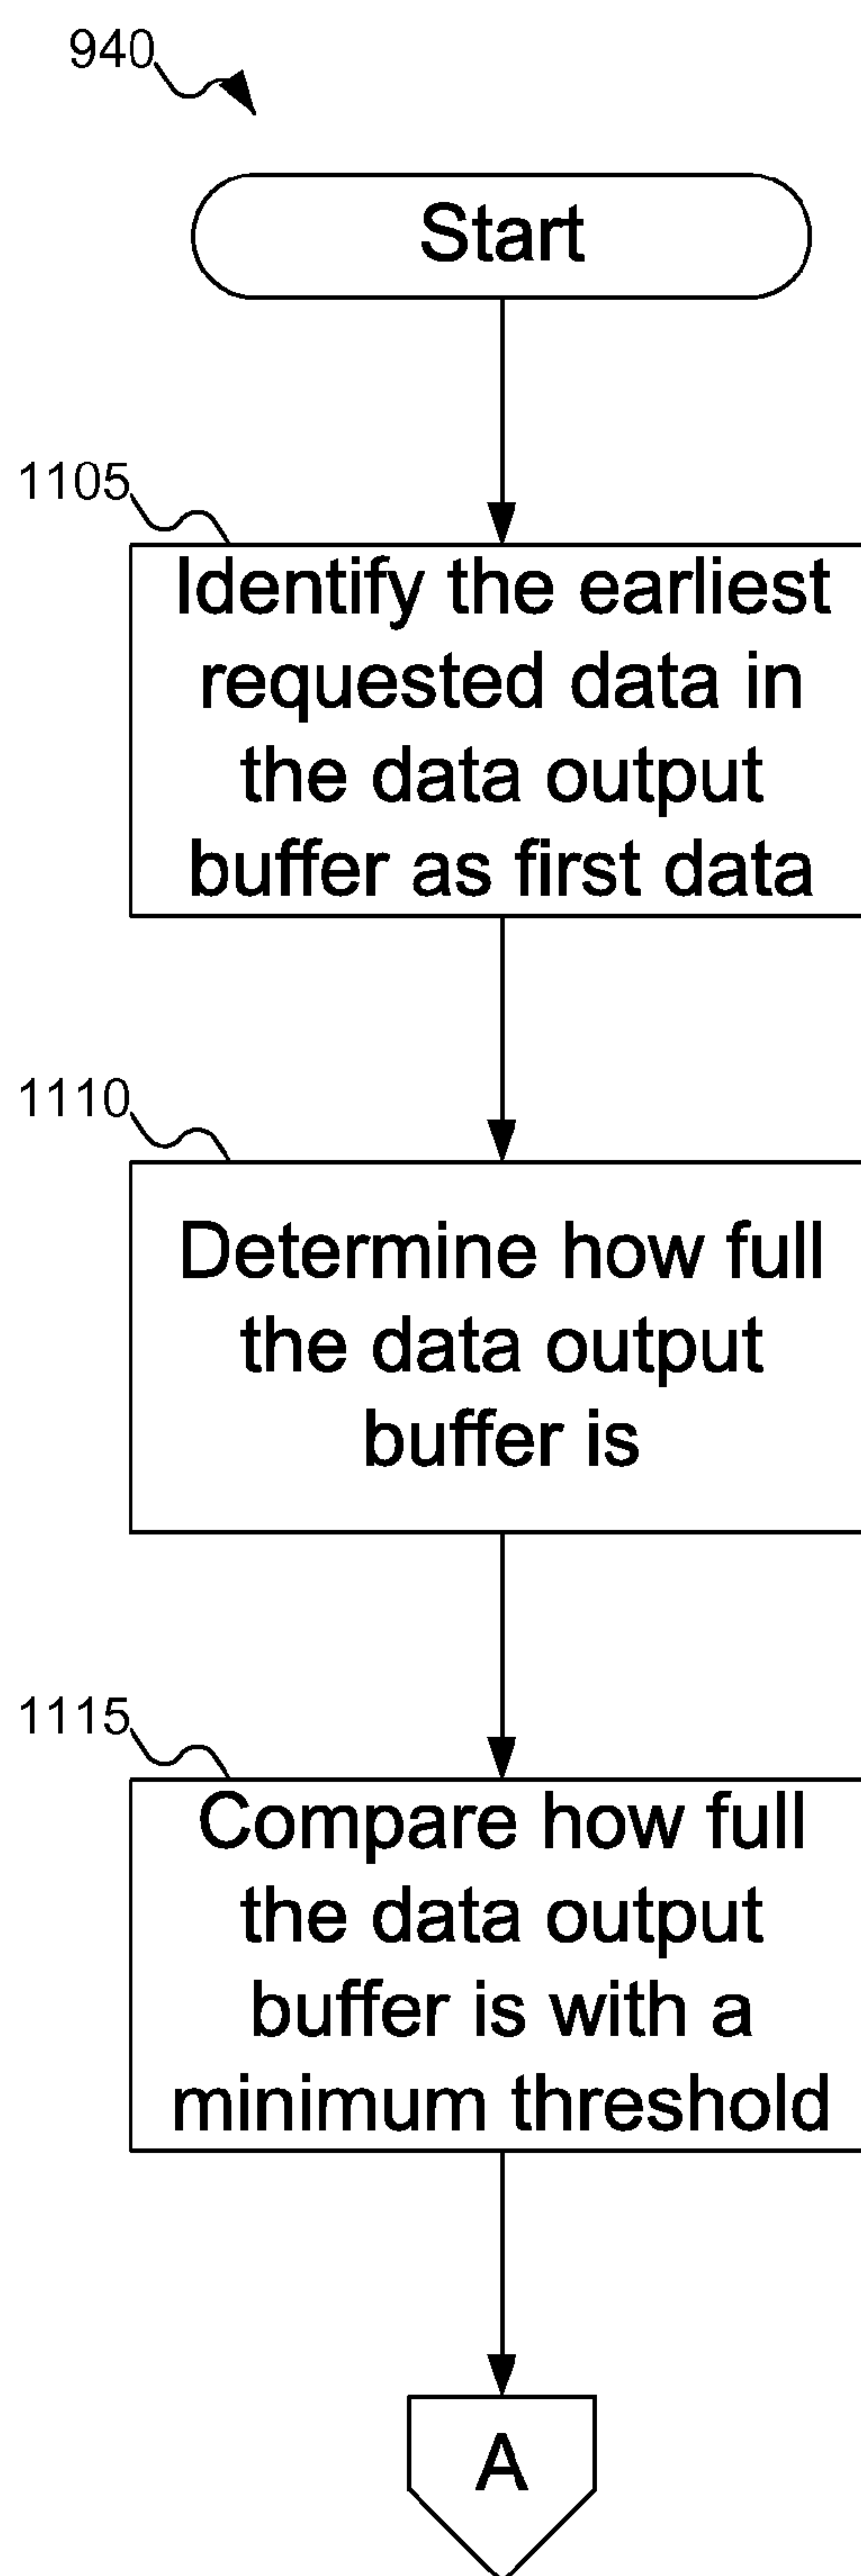 940
Start
1105
Identify the earliest
requested data in
the data output
buffer as first data
1110
Determine how full
the data output
buffer is
1115
Compare how full
the data output
buffer is with a
minimum threshold
A